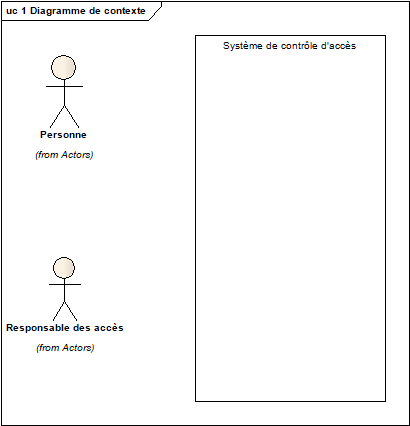 uc 1 Diagramme de contexte
Système de contrôle d'accès
Personne
(from Actors)
Responsable des accès
(from Actors)